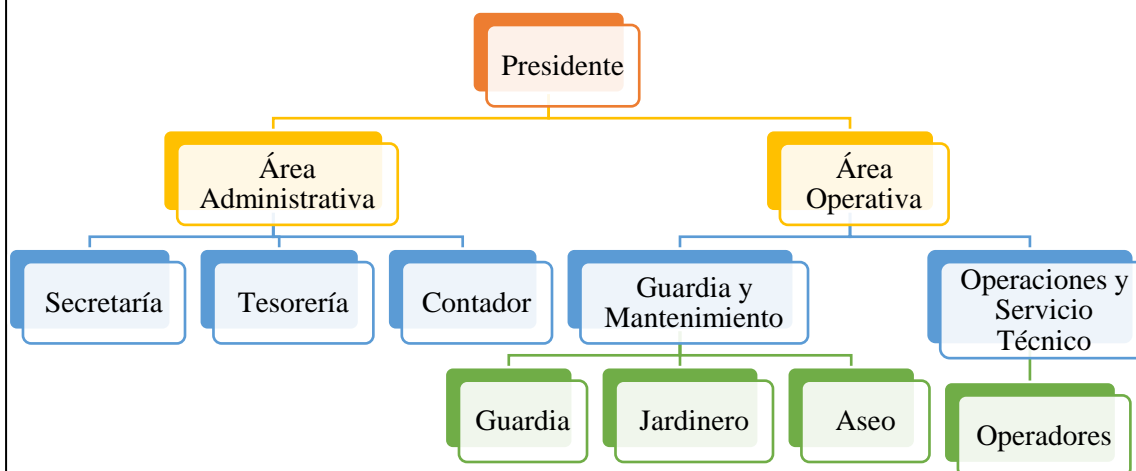 Presidente
Área
Administrativa
Área
Operativa
Secretaría
Tesorería
Contador
Guardia y
Mantenimiento
Operaciones y
Servicio
Técnico
Guardia
Jardinero
Aseo
Operadores